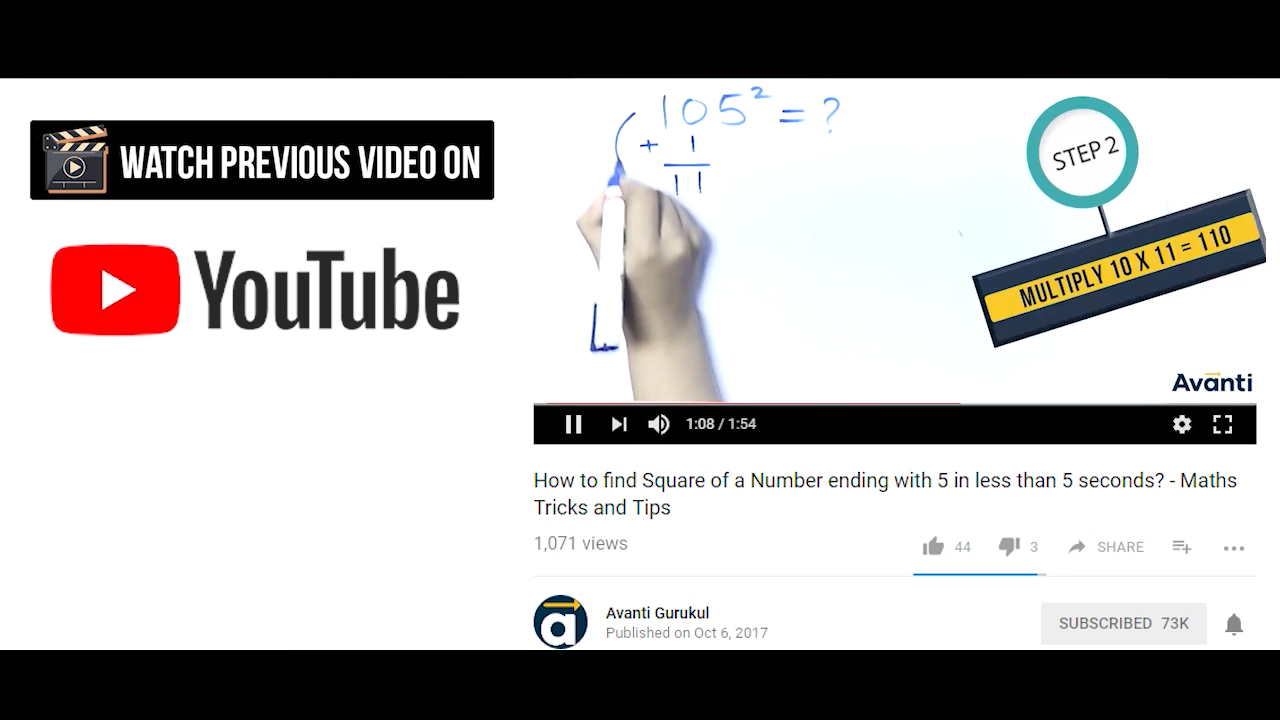 WATCH PREVIOUS VIDEO ON
YouTube
105² = ?
+ 1
11
STEP 2
MULTIPLY 10 X 11 = 110
Avanti
1:08 / 1:54
How to find Square of a Number ending with 5 in less than 5 seconds? - Maths
Tricks and Tips
1,071 views
44
3
SHARE
Avanti Gurukul
Published on Oct 6, 2017
SUBSCRIBED 73K